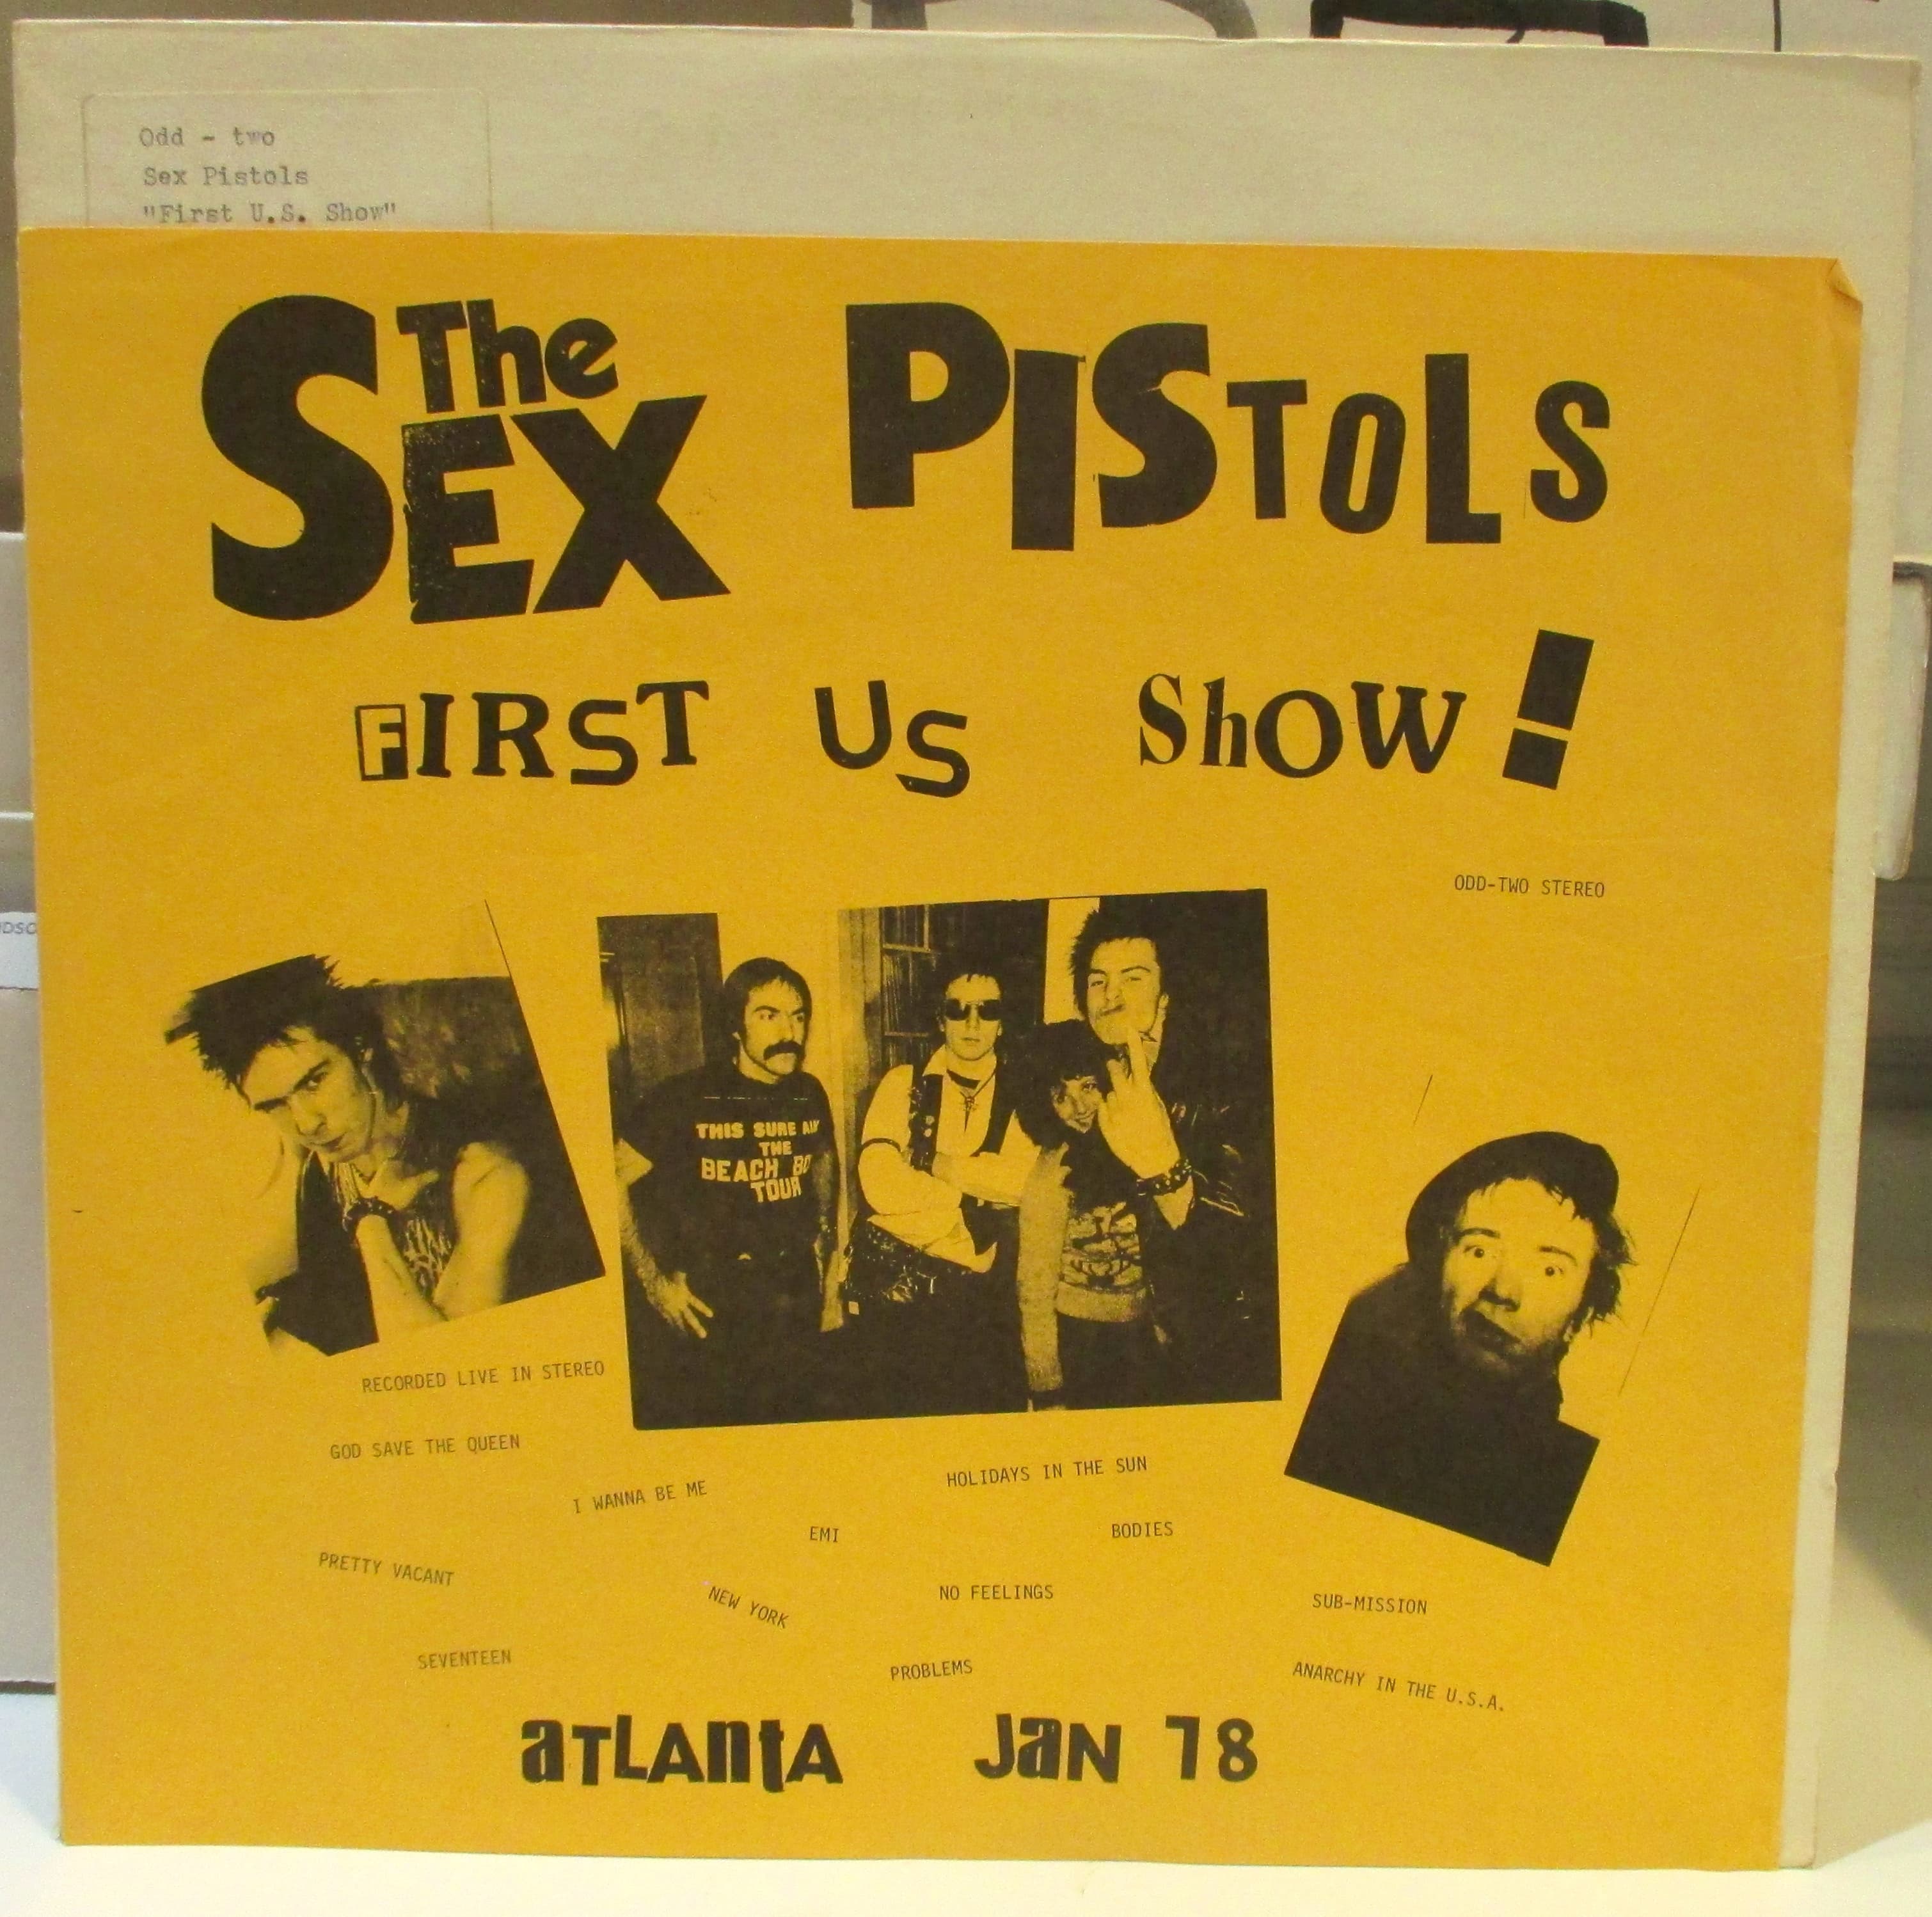 Odd - two
Sex Pistols
"First U.S. Show"
The
SEX PISTOLS
FIRST US ShOW!
ODD-TWO STEREO
THIS SURE AIN
THE
BEACH BO
TOUR
RECORDED LIVE IN STEREO
GOD SAVE THE QUEEN
I WANNA BE ME
HOLIDAYS IN THE SUN
EMI
BODIES
PRETTY VACANT
NEW YORK
NO FEELINGS
SUB-MISSION
SEVENTEEN
PROBLEMS
ANARCHY IN THE U.S.A.
aTLAntA JaN 78